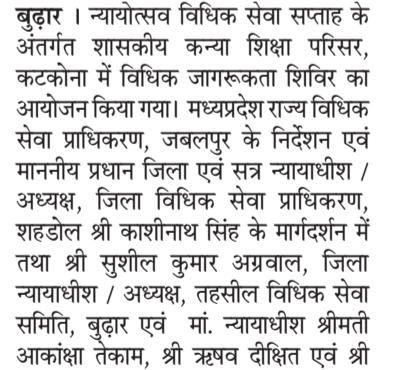 बुढ़ार । न्यायोत्सव विधिक सेवा सप्ताह के
अंतर्गत शासकीय कन्या शिक्षा परिसर,
कटकोना में विधिक जागरूकता शिविर का
आयोजन किया गया। मध्यप्रदेश राज्य विधिक
सेवा प्राधिकरण, जबलपुर के निर्देशन एवं
माननीय प्रधान जिला एवं सत्र न्यायाधीश /
अध्यक्ष, जिला विधिक सेवा प्राधिकरण,
शहडोल श्री काशीनाथ सिंह के मार्गदर्शन में
तथा श्री सुशील कुमार अग्रवाल, जिला
न्यायाधीश / अध्यक्ष, तहसील विधिक सेवा
समिति, बुढ़ार एवं मां. न्यायाधीश श्रीमती
आकांक्षा तेकाम, श्री ऋषव दीक्षित एवं श्री